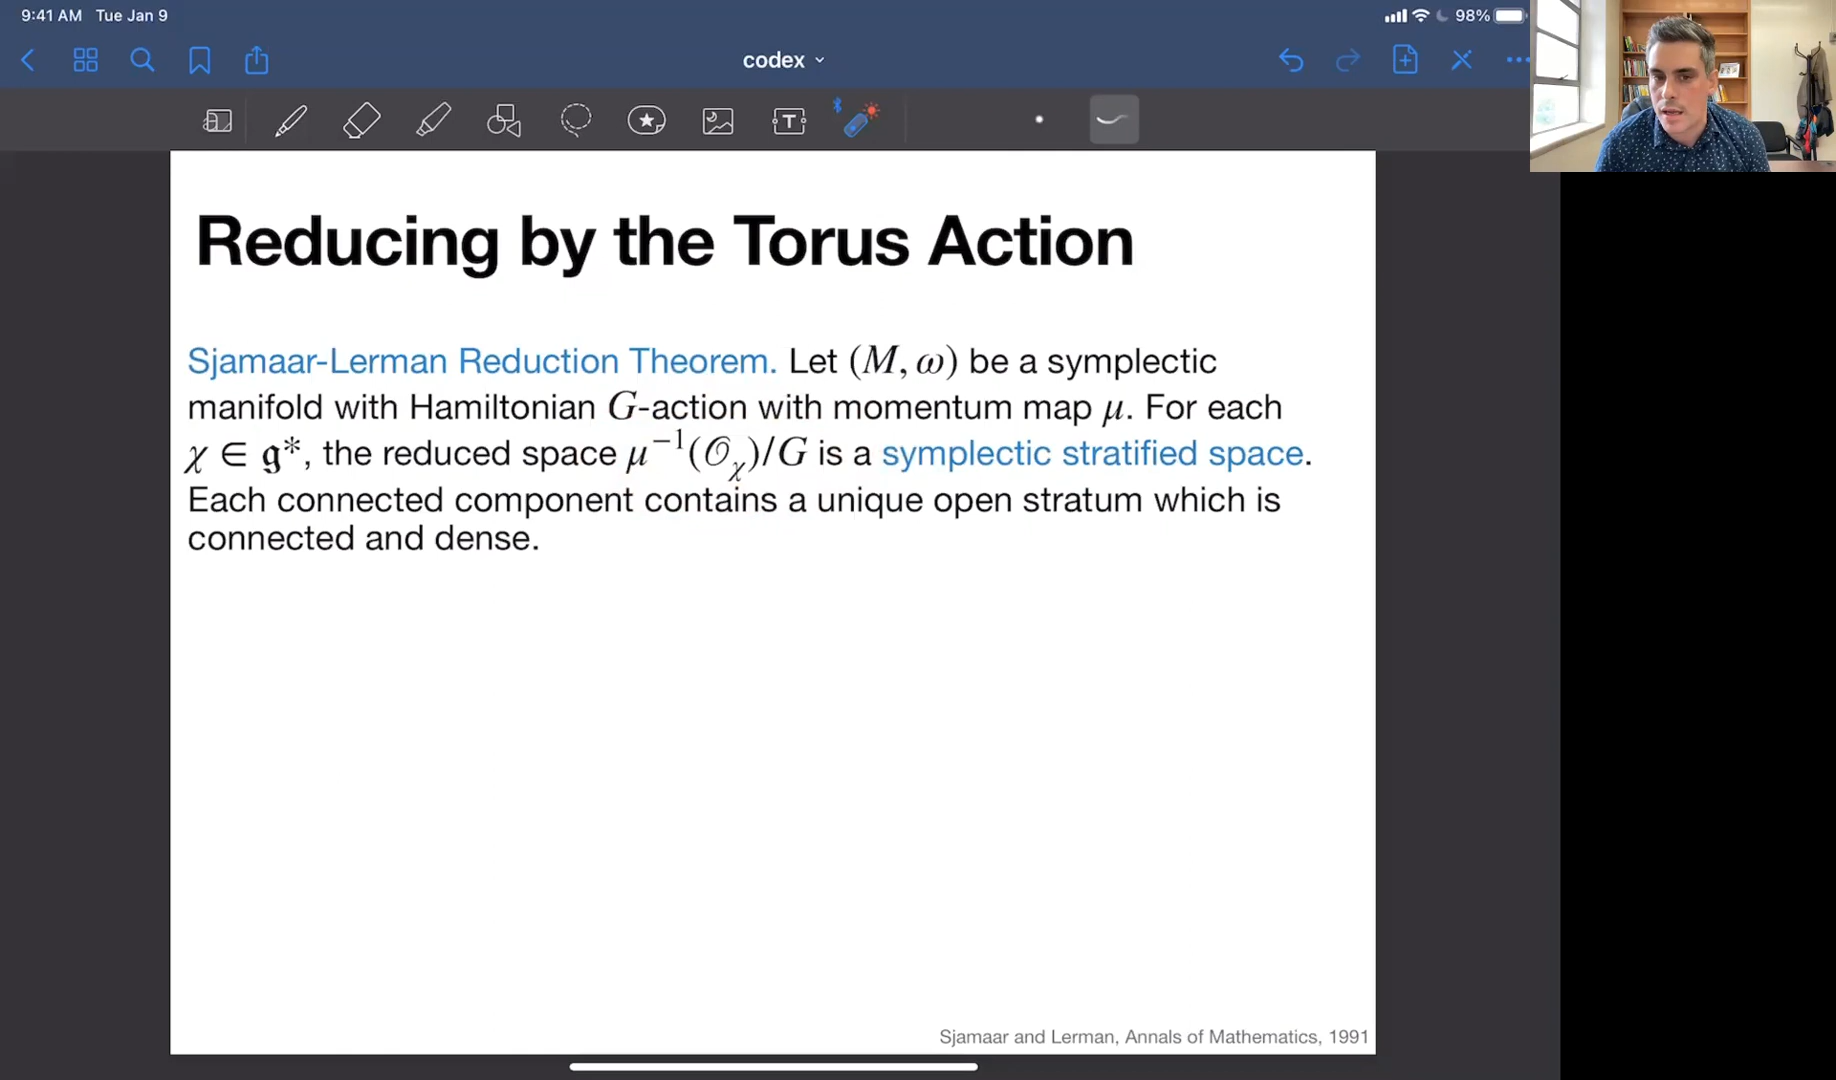 9:41 AM Tue Jan 9
98%
codex
T
Reducing by the Torus Action
Sjamaar-Lerman Reduction Theorem. Let (M, ω) be a symplectic
manifold with Hamiltonian G-action with momentum map μ. For each
χ ∈ 𝔤*, the reduced space μ⁻¹(𝒪_χ)/G is a symplectic stratified space.
Each connected component contains a unique open stratum which is
connected and dense.
Sjamaar and Lerman, Annals of Mathematics, 1991